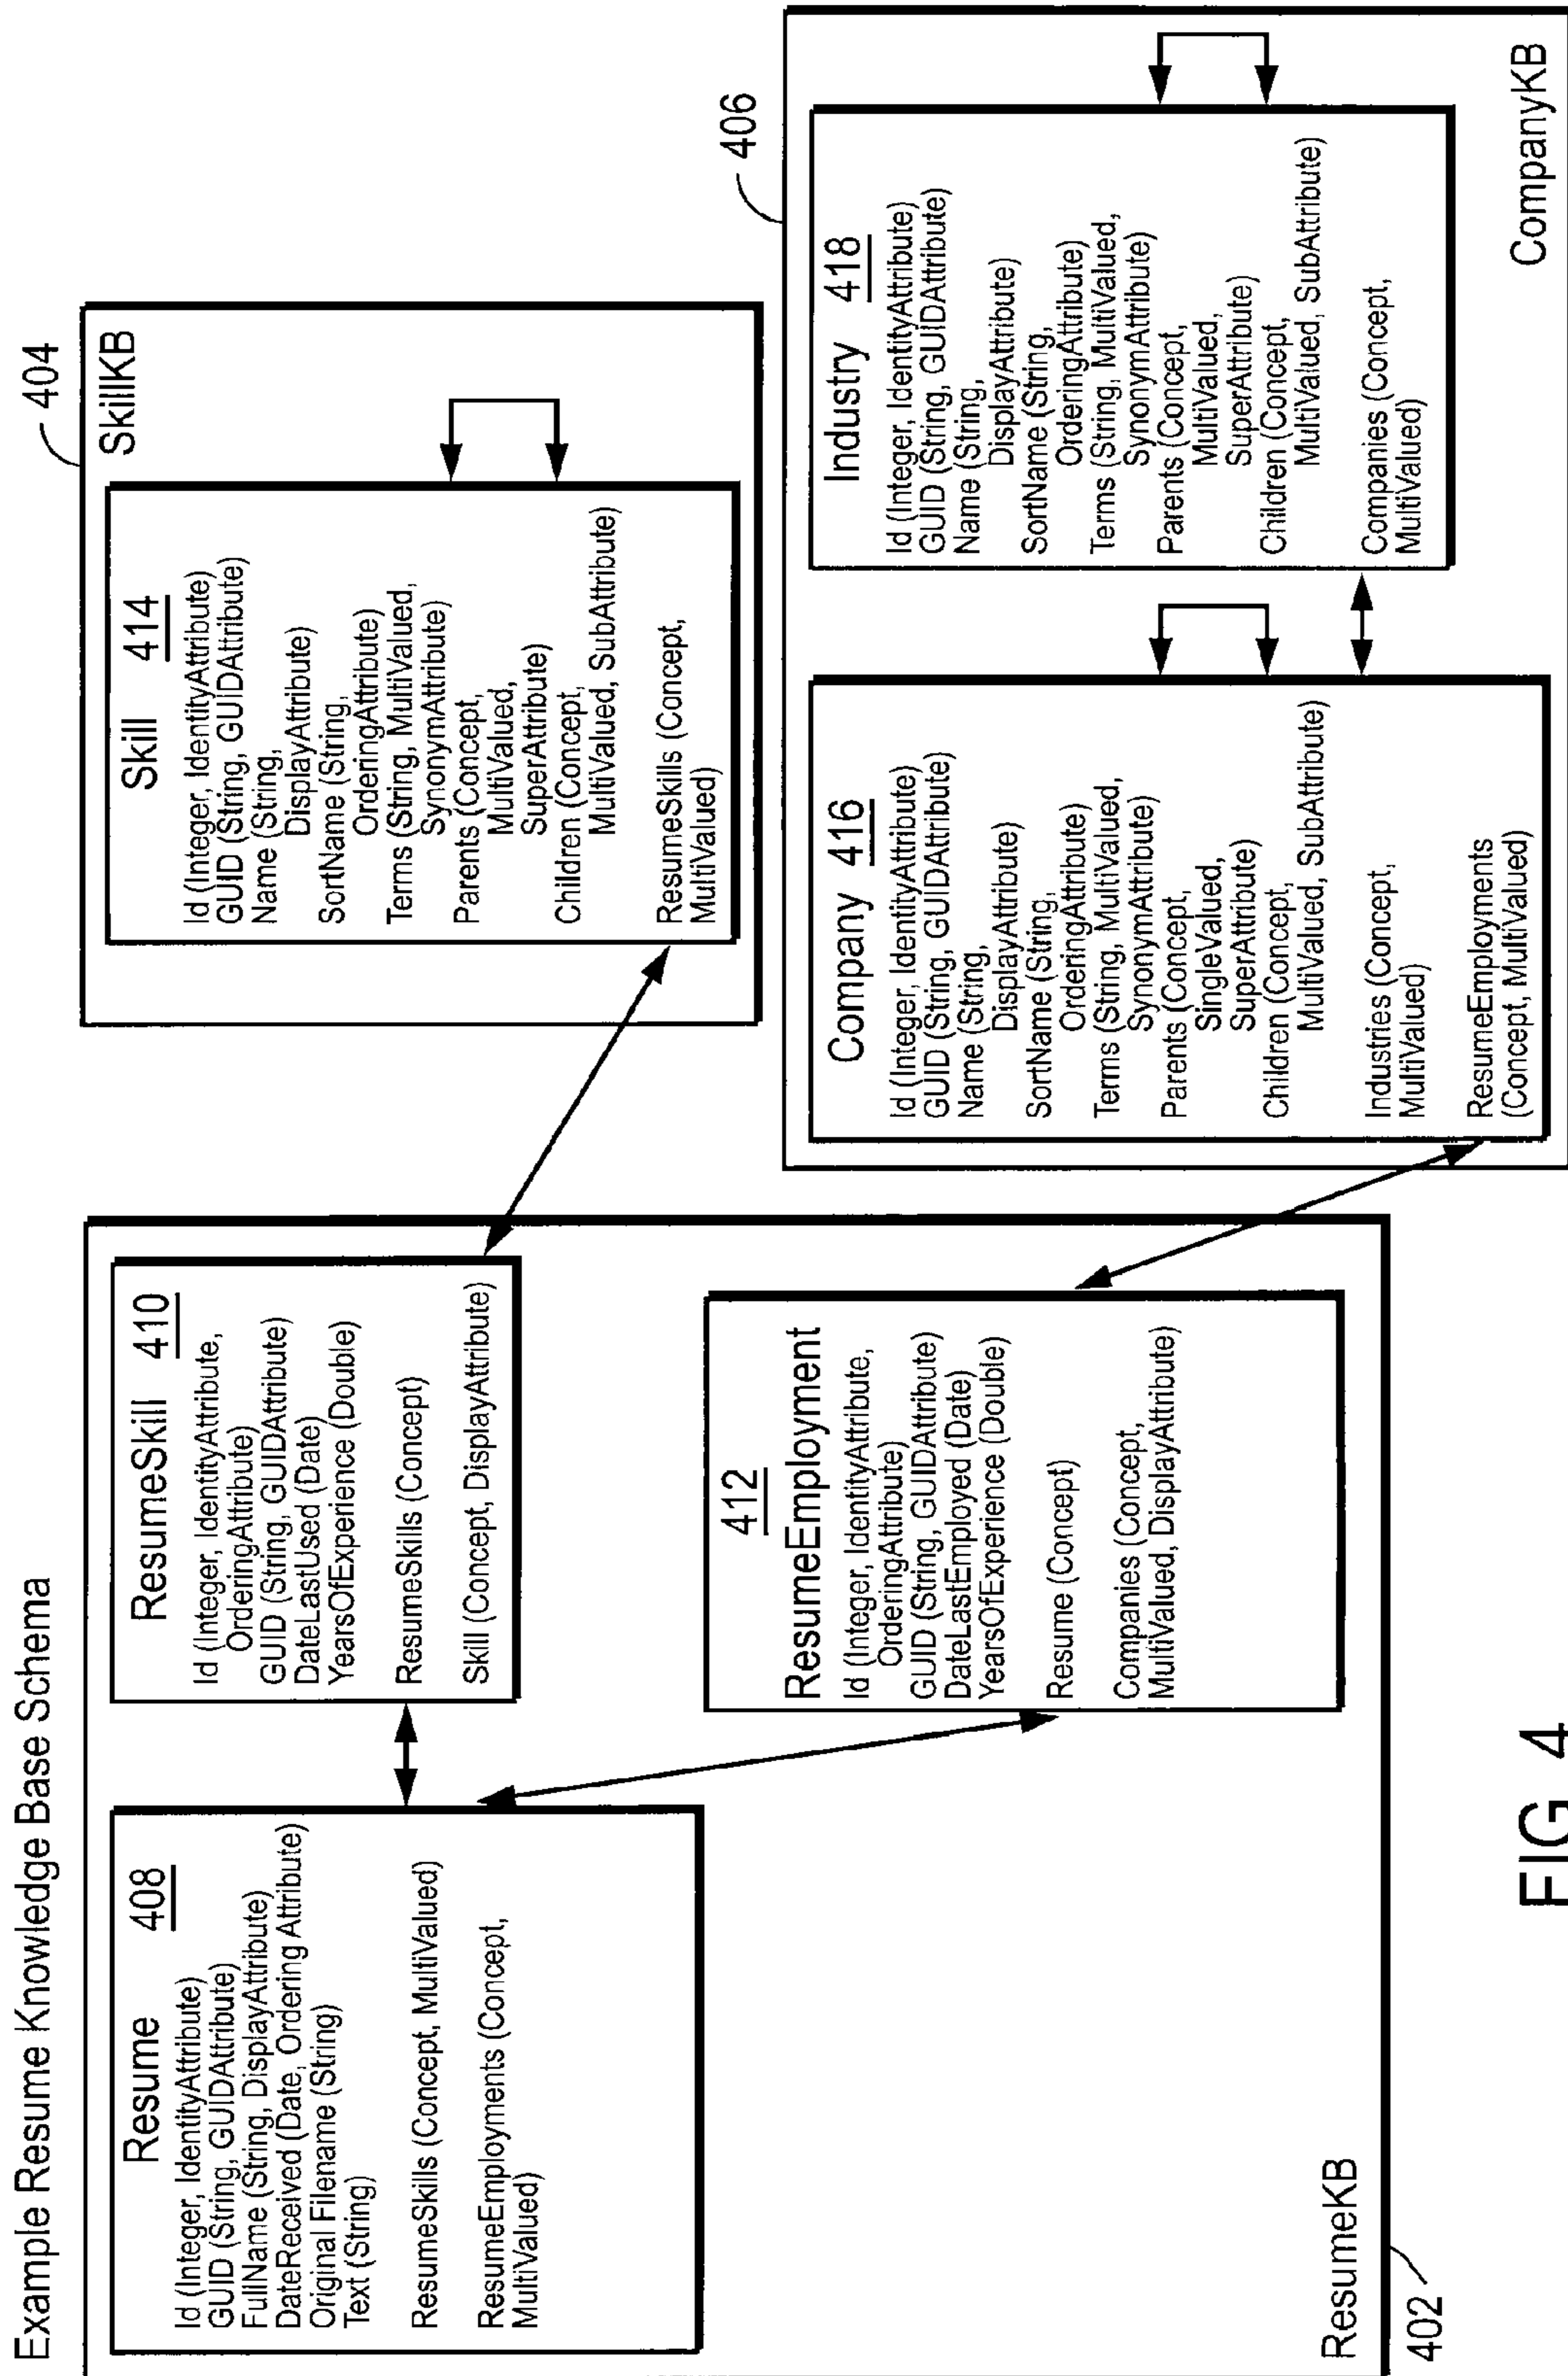 Example Resume Knowledge Base Schema
Resume 408
Id (Integer, IdentityAttribute)
GUID (String, GUIDAttribute)
FullName (String, DisplayAttribute)
DateReceived (Date, Ordering Attribute)
Original Filename (String)
Text (String)
ResumeSkills (Concept, MultiValued)
ResumeEmployments (Concept,
MultiValued)
ResumeSkill 410
Id (Integer, IdentityAttribute,
OrderingAttribute)
GUID (String, GUIDAttribute)
DateLastUsed (Date)
YearsOfExperience (Double)
ResumeSkills (Concept)
Skill (Concept, DisplayAttribute)
412
ResumeEmployment
Id (Integer, IdentityAttribute,
OrderingAttribute)
GUID (String, GUIDAttribute)
DateLastEmployed (Date)
YearsOfExperience (Double)
Resume (Concept)
Companies (Concept,
MultiValued, DisplayAttribute)
ResumeKB
402
404
SkillKB
Skill 414
Id (Integer, IdentityAttribute)
GUID (String, GUIDAttribute)
Name (String,
DisplayAttribute)
SortName (String,
OrderingAttribute)
Terms (String, MultiValued,
SynonymAttribute)
Parents (Concept,
MultiValued,
SuperAttribute)
Children (Concept,
MultiValued, SubAttribute)
ResumeSkills (Concept,
MultiValued)
406
Company 416
Id (Integer, IdentityAttribute)
GUID (String, GUIDAttribute)
Name (String,
DisplayAttribute)
SortName (String,
OrderingAttribute)
Terms (String, MultiValued,
SynonymAttribute)
Parents (Concept,
SingleValued,
SuperAttribute)
Children (Concept,
MultiValued, SubAttribute)
Industries (Concept,
MultiValued)
ResumeEmployments
(Concept, MultiValued)
Industry 418
Id (Integer, IdentityAttribute)
GUID (String, GUIDAttribute)
Name (String,
DisplayAttribute)
SortName (String,
OrderingAttribute)
Terms (String, MultiValued,
SynonymAttribute)
Parents (Concept,
MultiValued,
SuperAttribute)
Children (Concept,
MultiValued, SubAttribute)
Companies (Concept,
MultiValued)
CompanyKB
FIG 4